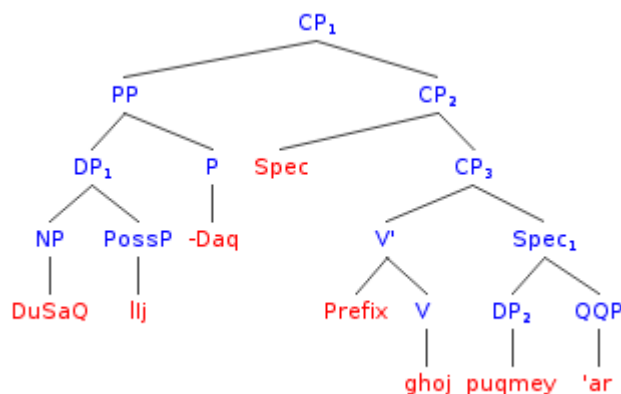 CP₁
PP CP₂
DP₁ P Spec CP₃
NP PossP -Daq V' Spec₁
DuSaQ lIj Prefix V DP₂ QQP
ghoj puqmey 'ar